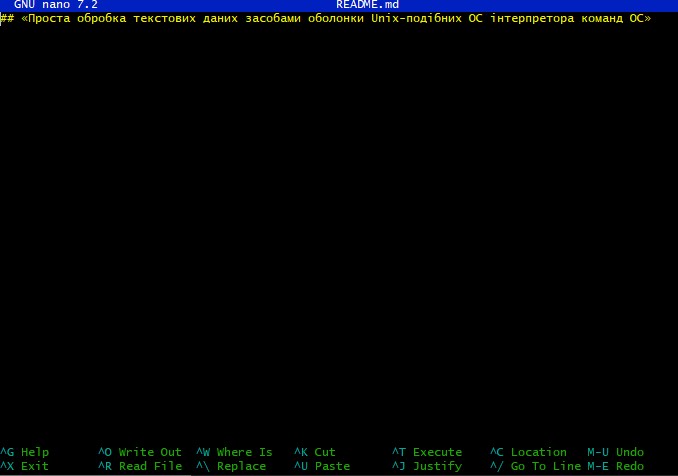 GNU nano 7.2 README.md
## «Проста обробка текстових даних засобами оболонки Unix-подібних ОС інтерпретора команд ОС»
^G Help ^O Write Out ^W Where Is ^K Cut ^T Execute ^C Location M-U Undo
^X Exit ^R Read File ^\ Replace ^U Paste ^J Justify ^/ Go To Line M-E Redo